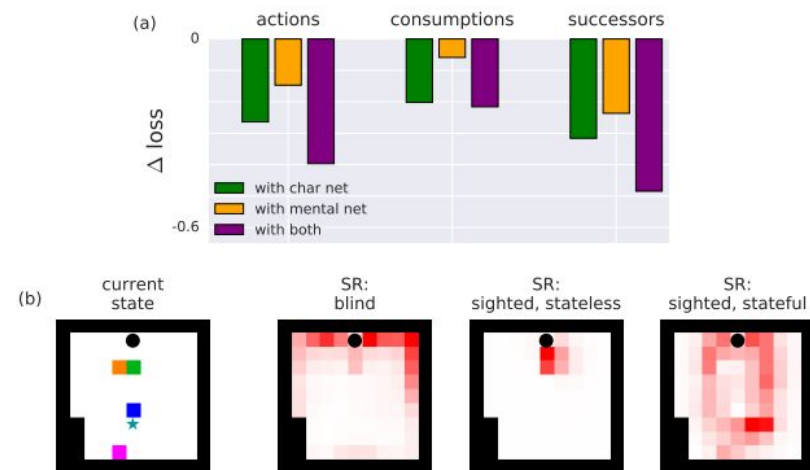 (a)
actions consumptions successors
0
Δ loss
with char net
with mental net
with both
-0.6
(b)
current
state
SR:
blind
SR:
sighted, stateless
SR:
sighted, stateful